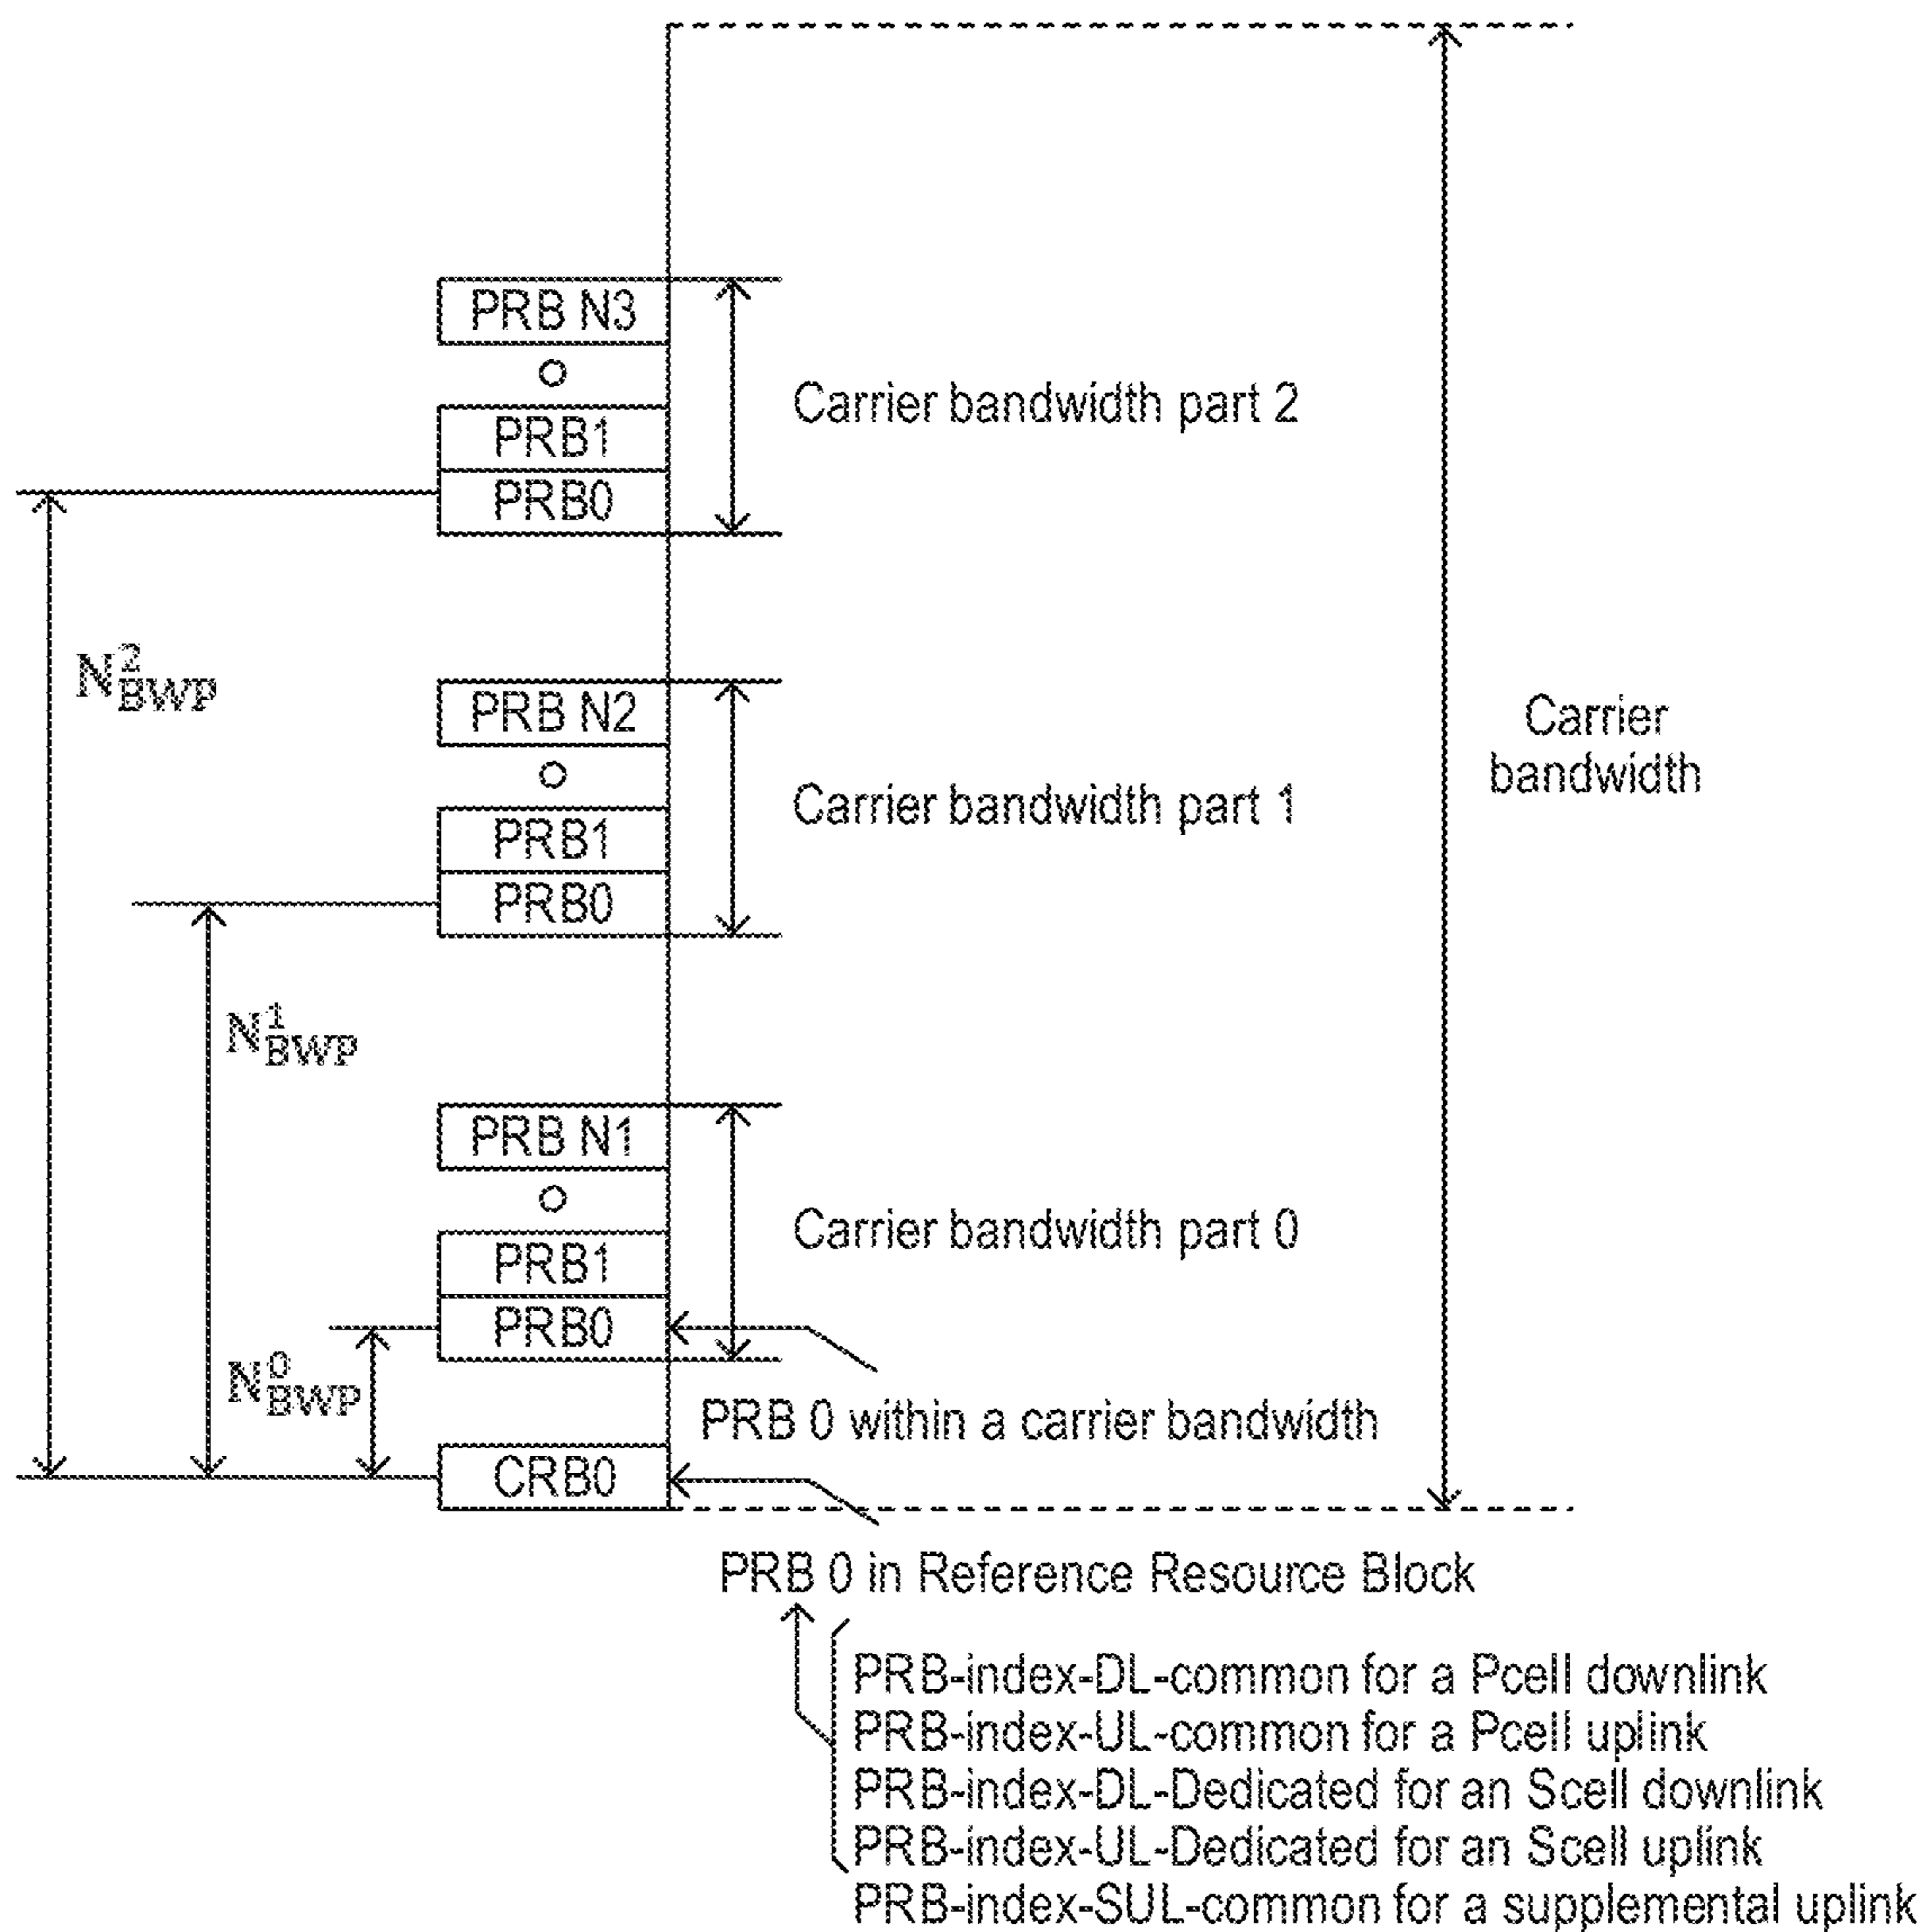 PRB N3
Carrier bandwidth part 2
PRB1
PRB0
N²_BWP
PRB N2
Carrier
bandwidth
Carrier bandwidth part 1
PRB1
PRB0
N¹_BWP
PRB N1
Carrier bandwidth part 0
PRB1
PRB0
N⁰_BWP
PRB 0 within a carrier bandwidth
CRB0
PRB 0 in Reference Resource Block
PRB-index-DL-common for a Pcell downlink
PRB-index-UL-common for a Pcell uplink
PRB-index-DL-Dedicated for an Scell downlink
PRB-index-UL-Dedicated for an Scell uplink
PRB-index-SUL-common for a supplemental uplink